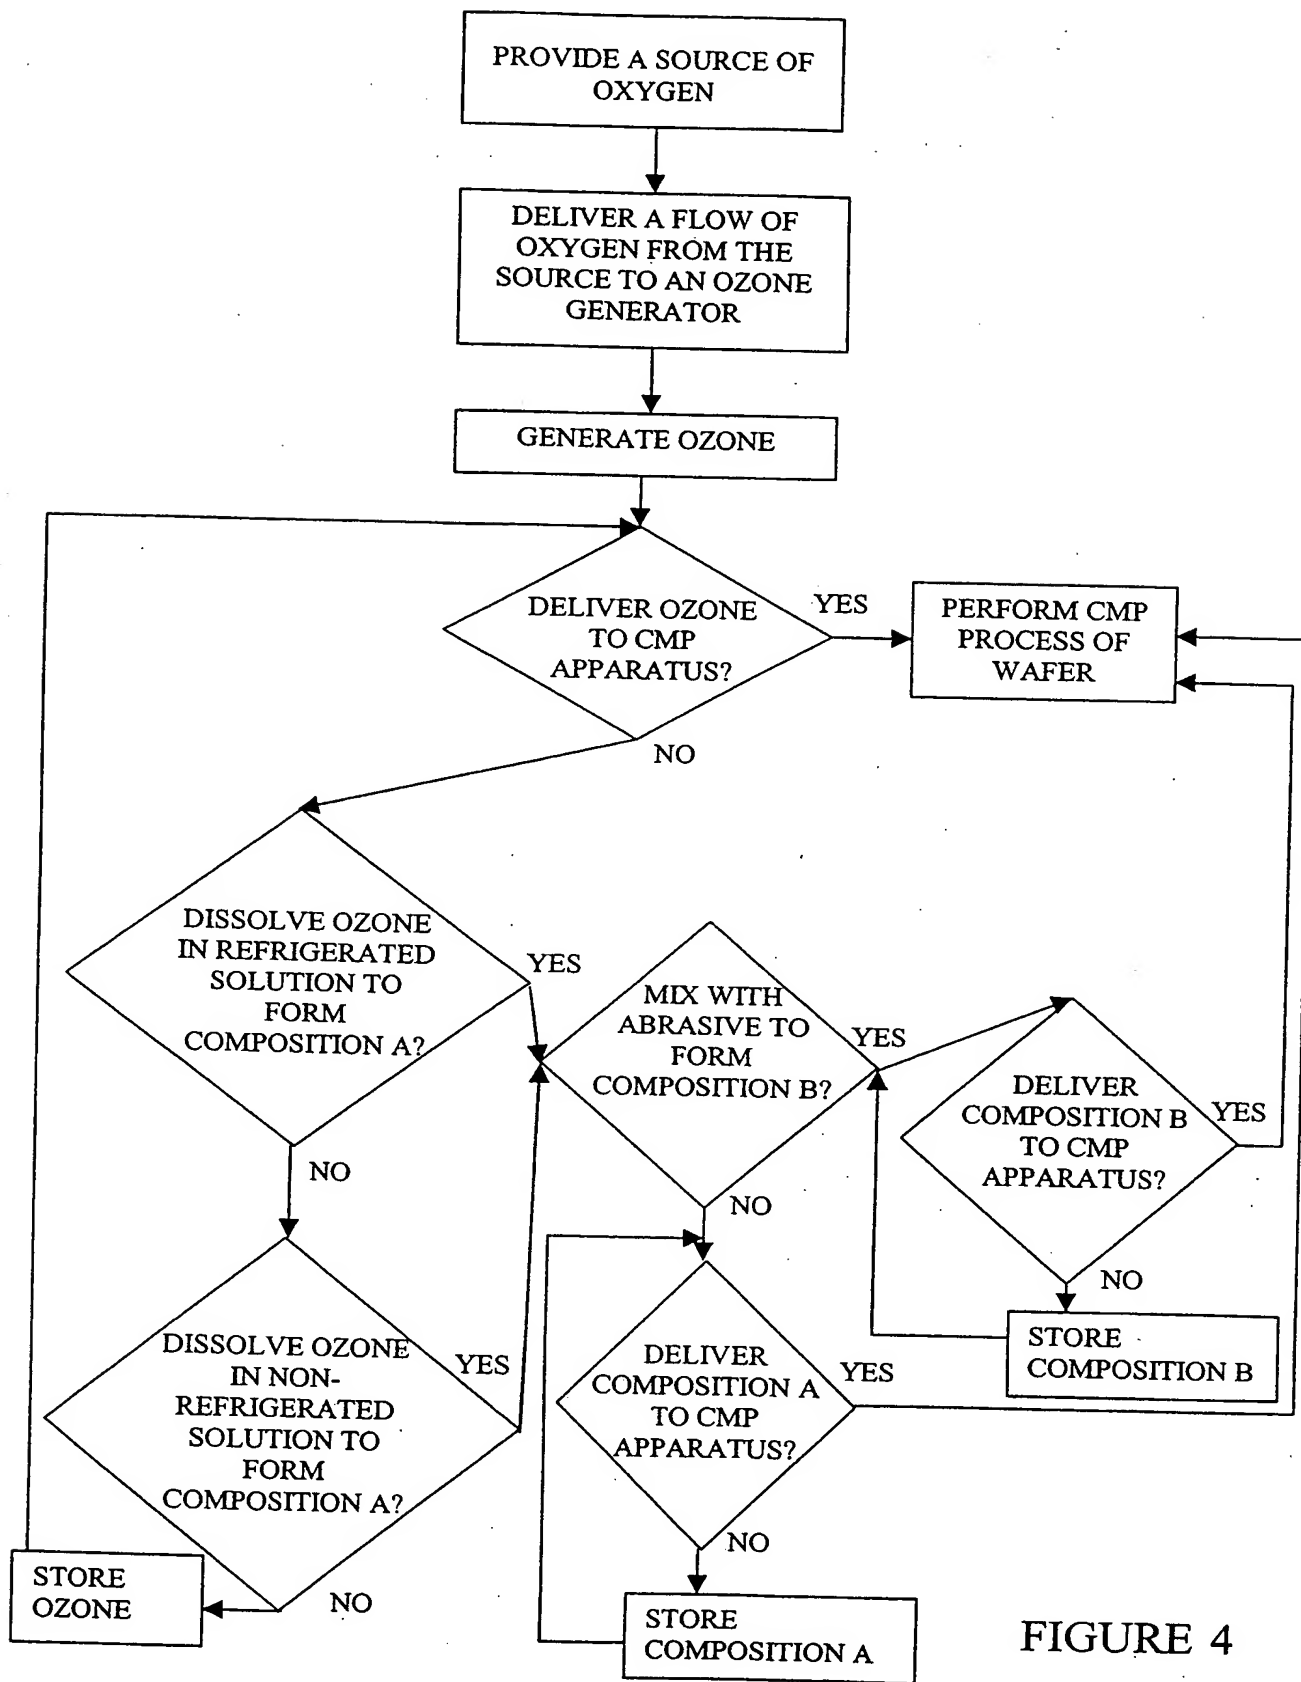 PROVIDE A SOURCE OF
OXYGEN
DELIVER A FLOW OF
OXYGEN FROM THE
SOURCE TO AN OZONE
GENERATOR
GENERATE OZONE
DELIVER OZONE
TO CMP
APPARATUS?
YES
PERFORM CMP
PROCESS OF
WAFER
NO
DISSOLVE OZONE
IN REFRIGERATED
SOLUTION TO
FORM
COMPOSITION A?
YES
MIX WITH
ABRASIVE TO
FORM
COMPOSITION B?
YES
DELIVER
COMPOSITION B
TO CMP
APPARATUS?
YES
NO
NO
NO
DISSOLVE OZONE
IN NON-
REFRIGERATED
SOLUTION TO
FORM
COMPOSITION A?
YES
DELIVER
COMPOSITION A
TO CMP
APPARATUS?
YES
STORE
COMPOSITION B
NO
NO
STORE
OZONE
STORE
COMPOSITION A
FIGURE 4